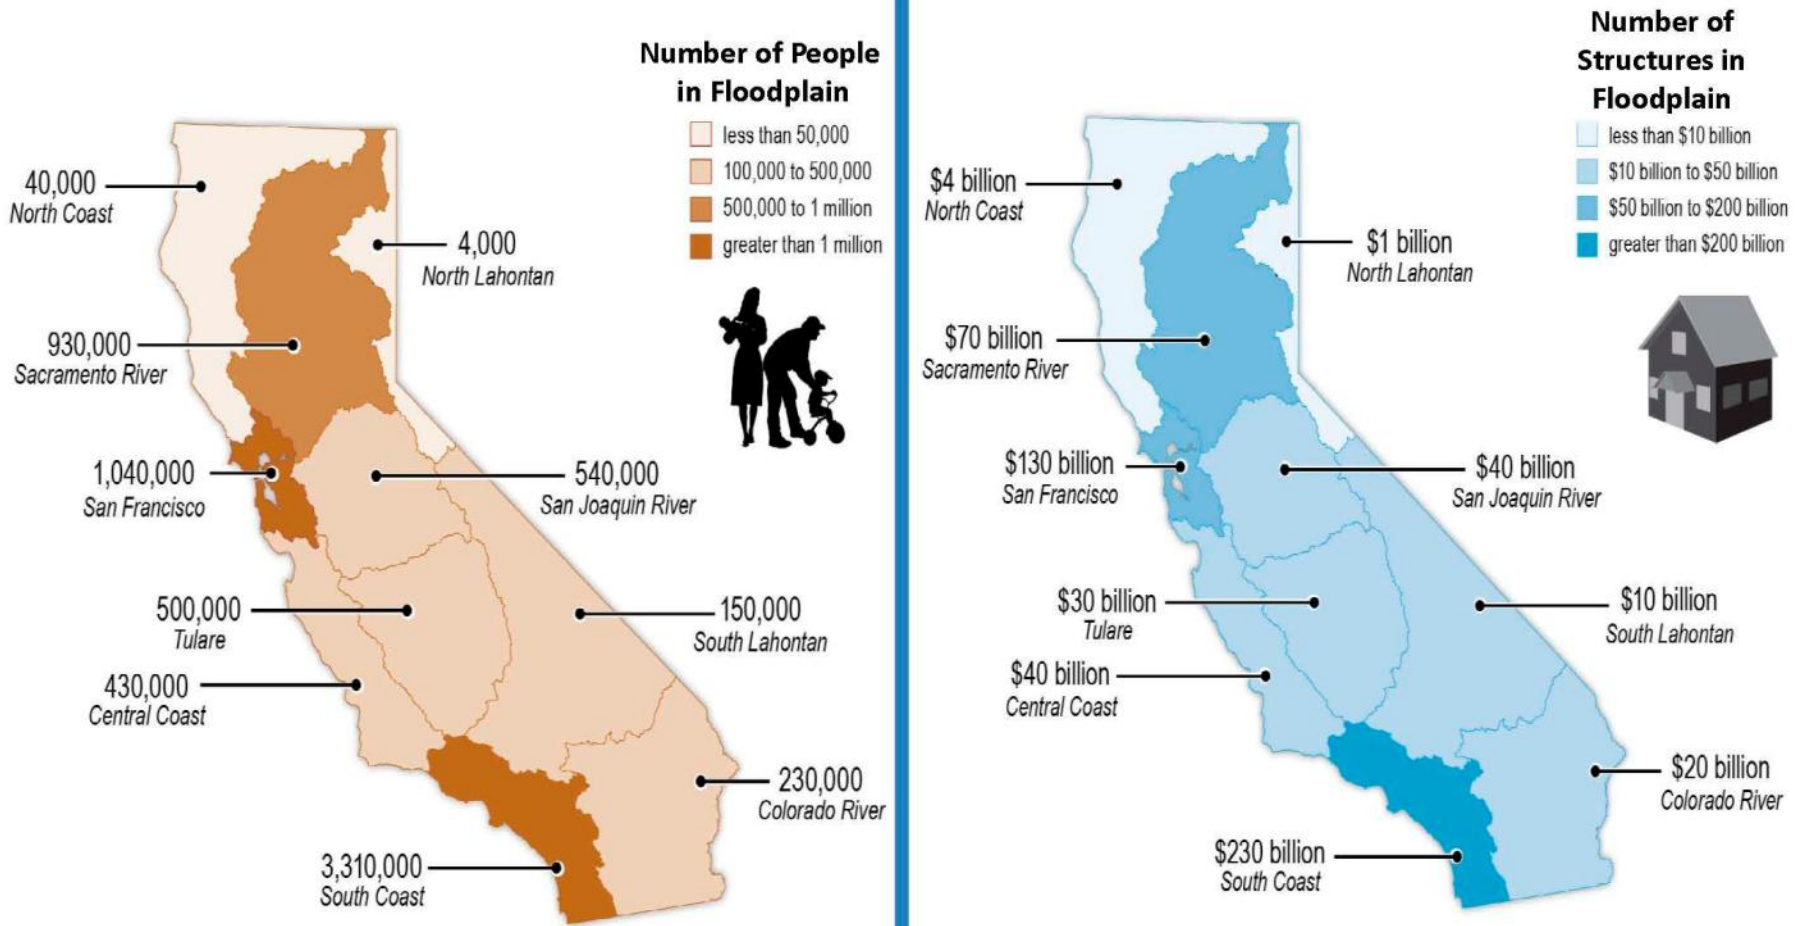 Number of People
in Floodplain
less than 50,000
100,000 to 500,000
500,000 to 1 million
greater than 1 million
40,000
North Coast
4,000
North Lahontan
930,000
Sacramento River
1,040,000
San Francisco
540,000
San Joaquin River
500,000
Tulare
150,000
South Lahontan
430,000
Central Coast
230,000
Colorado River
3,310,000
South Coast
Number of
Structures in
Floodplain
less than $10 billion
$10 billion to $50 billion
$50 billion to $200 billion
greater than $200 billion
$4 billion
North Coast
$1 billion
North Lahontan
$70 billion
Sacramento River
$130 billion
San Francisco
$40 billion
San Joaquin River
$30 billion
Tulare
$10 billion
South Lahontan
$40 billion
Central Coast
$20 billion
Colorado River
$230 billion
South Coast